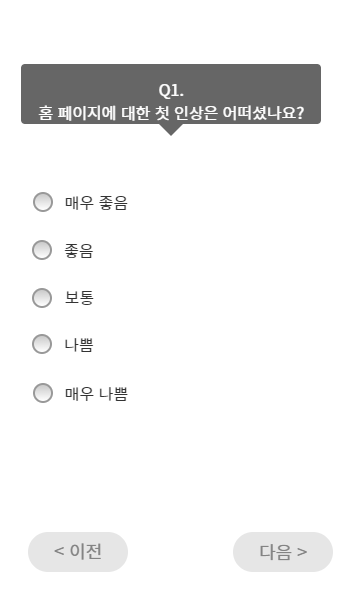 Q1.
홈 페이지에 대한 첫 인상은 어떠셨나요?
매우 좋음
좋음
보통
나쁨
매우 나쁨
< 이전
다음 >